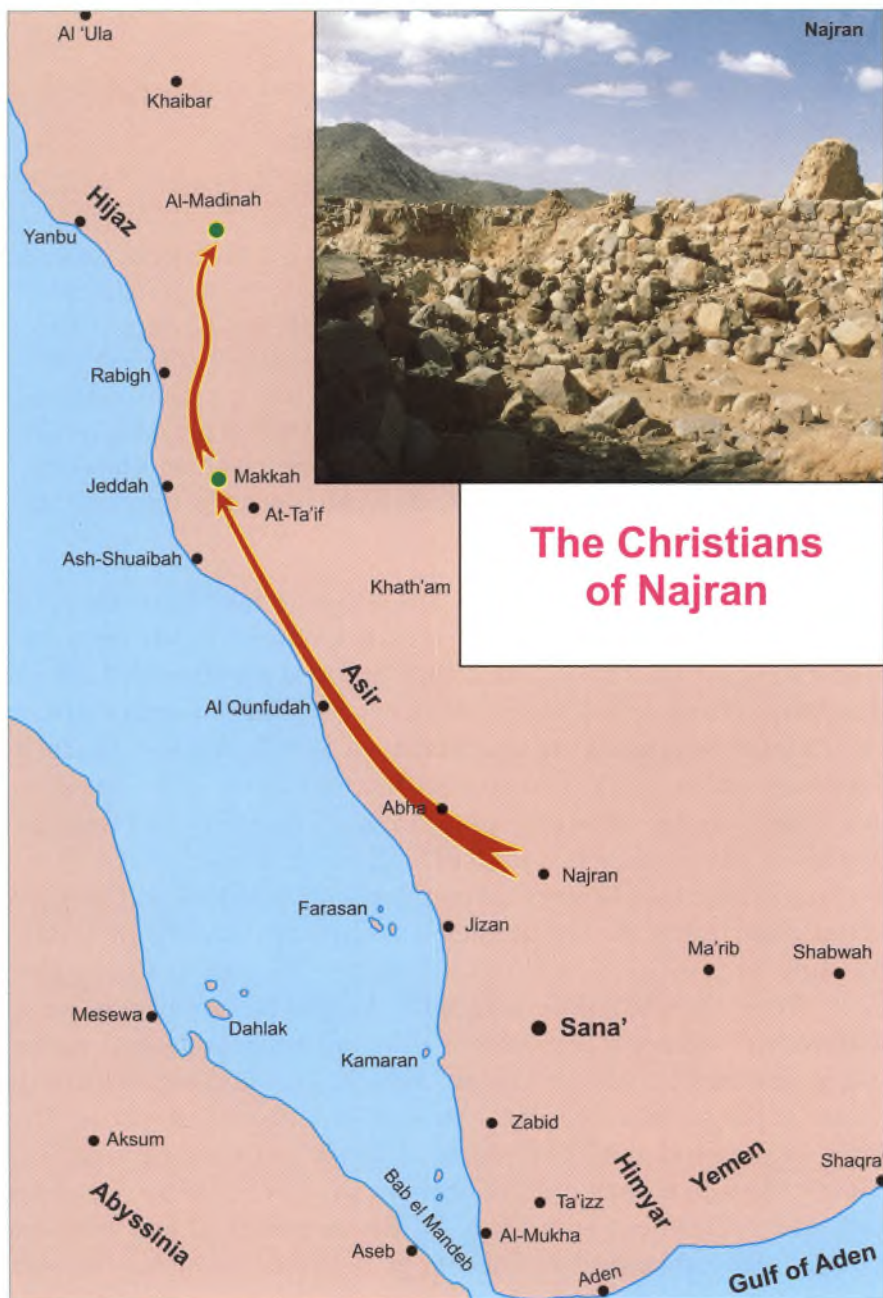 Al 'Ula
Najran
Khaibar
Hijaz
Al-Madinah
Yanbu
Rabigh
Makkah
Jeddah
At-Ta'if
The Christians
of Najran
Ash-Shuaibah
Khath'am
Asir
Al Qunfudah
Abha
Najran
Farasan
Jizan
Ma'rib
Shabwah
Mesewa
Dahlak
Sana'
Kamaran
Zabid
Aksum
Himyar
Yemen
Shaqra'
Abyssinia
Bab el Mandeb
Ta'izz
Al-Mukha
Aseb
Aden
Gulf of Aden